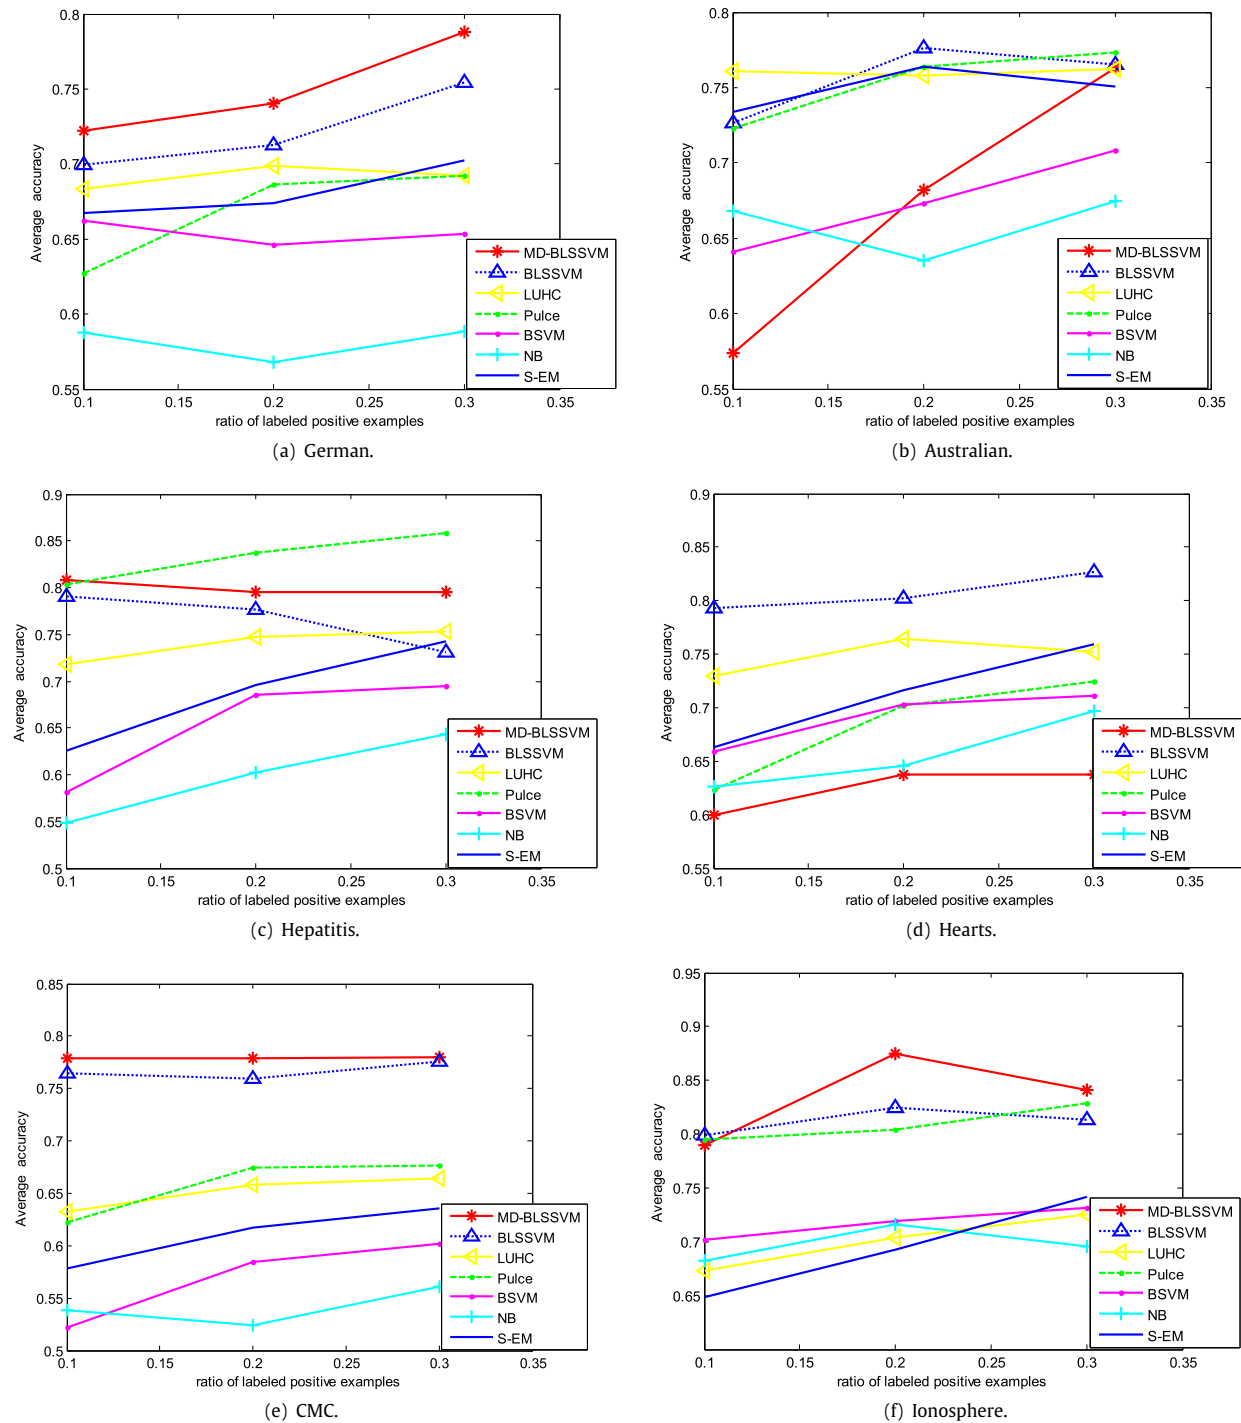 0.8
0.75
0.7
0.65
0.6
0.55
Average accuracy
0.1 0.15 0.2 0.25 0.3 0.35
ratio of labeled positive examples
MD-BLSSVM
BLSSVM
LUHC
Pulce
BSVM
NB
S-EM
(a) German.
0.8
0.75
0.7
0.65
0.6
0.55
Average accuracy
0.1 0.15 0.2 0.25 0.3 0.35
ratio of labeled positive examples
MD-BLSSVM
BLSSVM
LUHC
Pulce
BSVM
NB
S-EM
(b) Australian.
0.9
0.85
0.8
0.75
0.7
0.65
0.6
0.55
0.5
Average accuracy
0.1 0.15 0.2 0.25 0.3 0.35
ratio of labeled positive examples
MD-BLSSVM
BLSSVM
LUHC
Pulce
BSVM
NB
S-EM
(c) Hepatitis.
0.9
0.85
0.8
0.75
0.7
0.65
0.6
0.55
Average accuracy
0.1 0.15 0.2 0.25 0.3 0.35
ratio of labeled positive examples
MD-BLSSVM
BLSSVM
LUHC
Pulce
BSVM
NB
S-EM
(d) Hearts.
0.85
0.8
0.75
0.7
0.65
0.6
0.55
0.5
Average accuracy
0.1 0.15 0.2 0.25 0.3 0.35
ratio of labeled positive examples
MD-BLSSVM
BLSSVM
LUHC
Pulce
BSVM
NB
S-EM
(e) CMC.
0.95
0.9
0.85
0.8
0.75
0.7
0.65
Average accuracy
0.1 0.15 0.2 0.25 0.3 0.35
ratio of labeled positive examples
MD-BLSSVM
BLSSVM
LUHC
Pulce
BSVM
NB
S-EM
(f) Ionosphere.